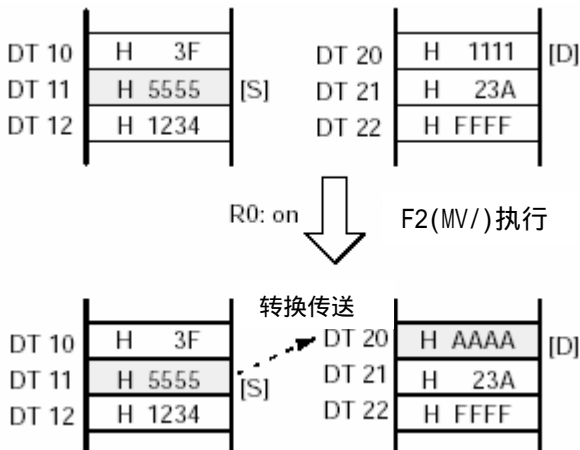 DT 10 H 3F DT 20 H 1111 [D]
DT 11 H 5555 [S] DT 21 H 23A
DT 12 H 1234 DT 22 H FFFF
R0: on F2(MV/)执行
转换传送
DT 10 H 3F DT 20 H AAAA [D]
DT 11 H 5555 [S] DT 21 H 23A
DT 12 H 1234 DT 22 H FFFF